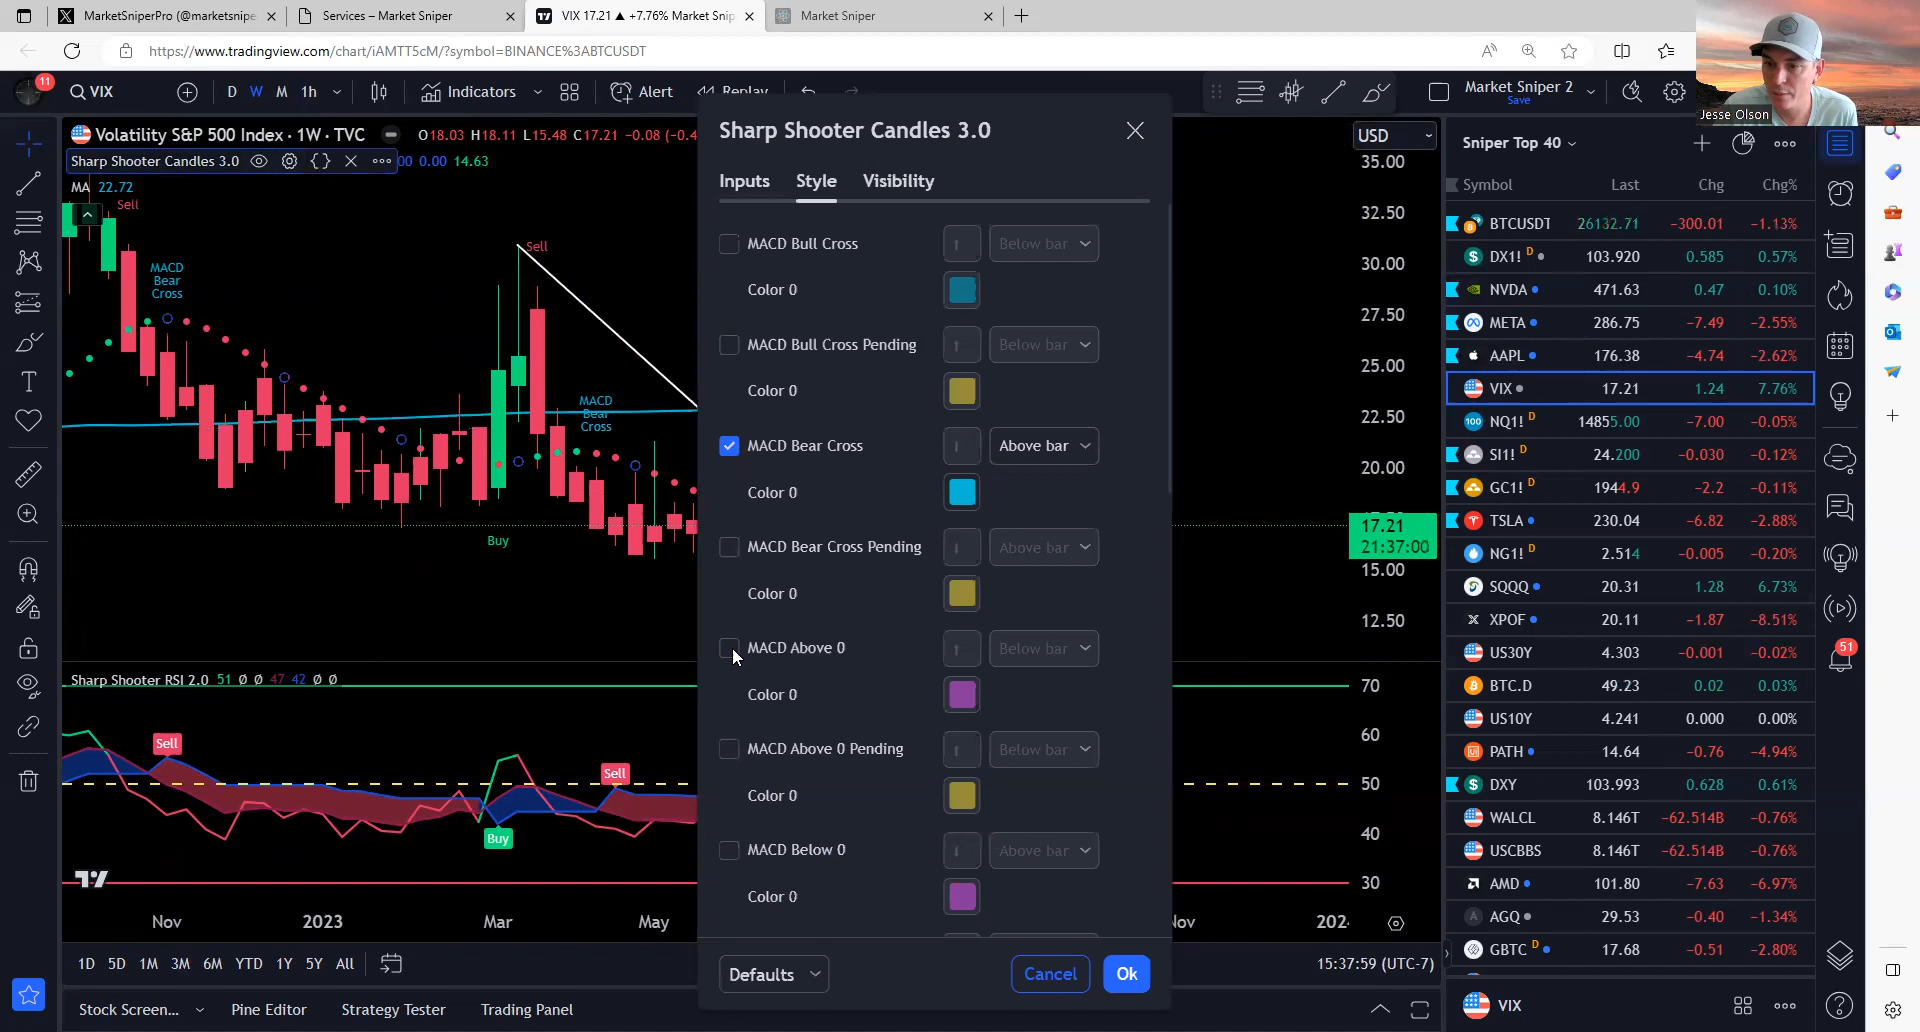 MarketSniperPro (@marketsnipe
Services – Market Sniper
VIX 17.21 ▲ +7.76% Market Snip
Market Sniper
https://www.tradingview.com/chart/iAMTT5cM/?symbol=BINANCE%3ABTCUSDT
11
VIX
D W M 1h
Indicators
Alert
Replay
Market Sniper 2
Save
Jesse Olson
Volatility S&P 500 Index · 1W · TVC
O18.03 H18.11 L15.48 C17.21 -0.08 (-0.4
Sharp Shooter Candles 3.0
00 0.00 14.63
MA 22.72
Sell
MACD
Bear
Cross
Sell
MACD
Bear
Cross
Buy
USD
35.00
32.50
30.00
27.50
25.00
22.50
20.00
17.21
21:37:00
15.00
12.50
Sharp Shooter RSI 2.0 51 Ø Ø 47 42 Ø Ø
Sell
Sell
Buy
70
60
50
40
30
Nov 2023 Mar May
Nov 202
1D 5D 1M 3M 6M YTD 1Y 5Y All
15:37:59 (UTC-7)
Stock Screen...
Pine Editor
Strategy Tester
Trading Panel
Sharp Shooter Candles 3.0
Inputs Style Visibility
MACD Bull Cross
Below bar
Color 0
MACD Bull Cross Pending
Below bar
Color 0
MACD Bear Cross
Above bar
Color 0
MACD Bear Cross Pending
Above bar
Color 0
MACD Above 0
Below bar
Color 0
MACD Above 0 Pending
Below bar
Color 0
MACD Below 0
Above bar
Color 0
Defaults
Cancel
Ok
Sniper Top 40
Symbol Last Chg Chg%
BTCUSDT 26132.71 -300.01 -1.13%
DX1! D 103.920 0.585 0.57%
NVDA 471.63 0.47 0.10%
META 286.75 -7.49 -2.55%
AAPL 176.38 -4.74 -2.62%
VIX 17.21 1.24 7.76%
NQ1! D 14855.00 -7.00 -0.05%
SI1! D 24.200 -0.030 -0.12%
GC1! D 1944.9 -2.2 -0.11%
TSLA 230.04 -6.82 -2.88%
NG1! D 2.514 -0.005 -0.20%
SQQQ 20.31 1.28 6.73%
XPOF 20.11 -1.87 -8.51%
US30Y 4.303 -0.001 -0.02%
BTC.D 49.23 0.02 0.03%
US10Y 4.241 0.000 0.00%
PATH 14.64 -0.76 -4.94%
DXY 103.993 0.628 0.61%
WALCL 8.146T -62.514B -0.76%
USCBBS 8.146T -62.514B -0.76%
AMD 101.80 -7.63 -6.97%
AGQ 29.53 -0.40 -1.34%
GBTC D 17.68 -0.51 -2.80%
VIX
51